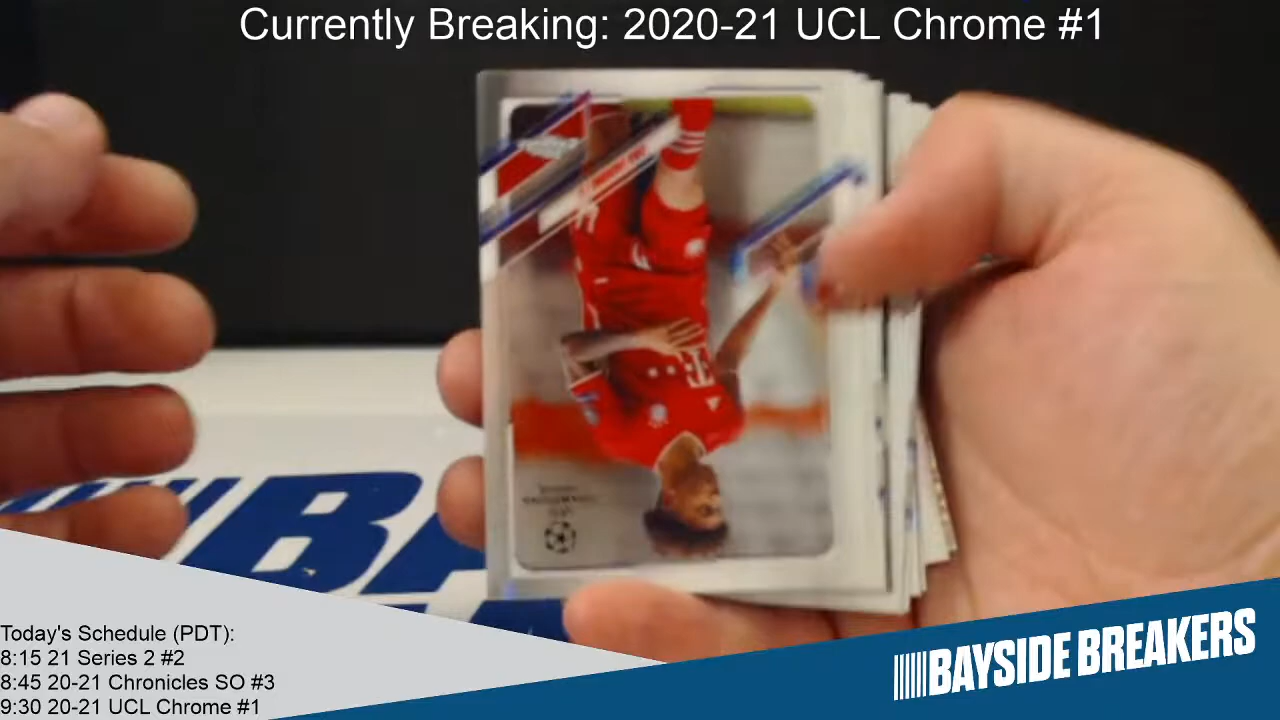 Currently Breaking: 2020-21 UCL Chrome #1
Today's Schedule (PDT):
8:15 21 Series 2 #2
8:45 20-21 Chronicles SO #3
9:30 20-21 UCL Chrome #1
BAYSIDE BREAKERS